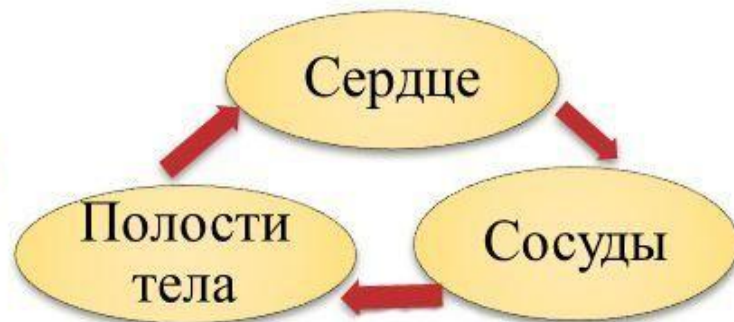 Сердце
Полости
тела
Сосуды